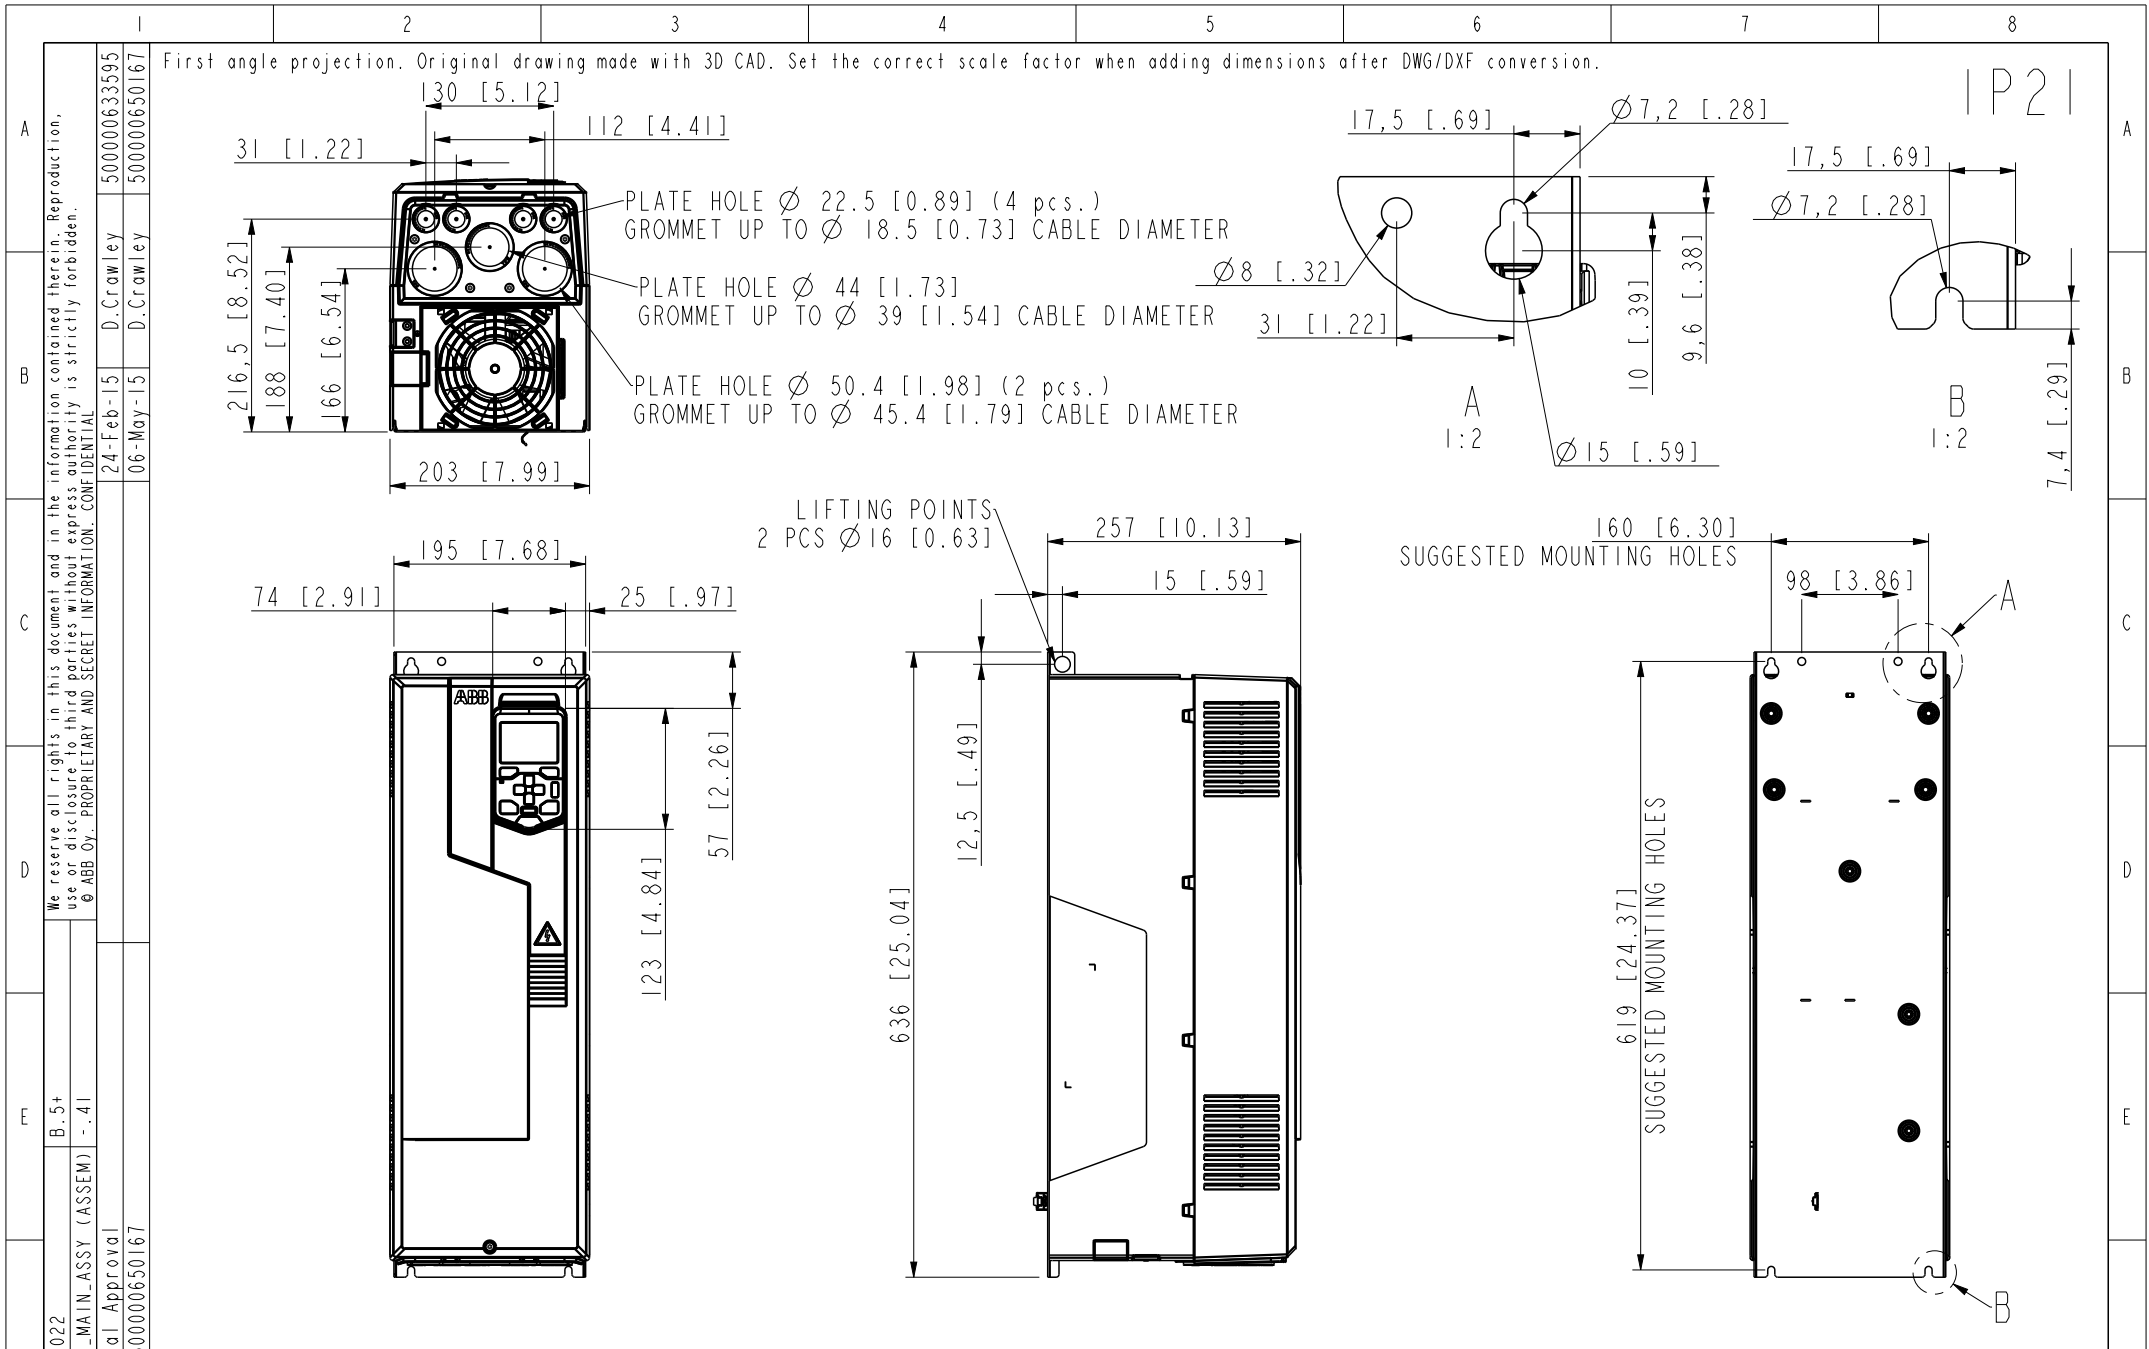 1 2 3 4 5 6 7 8
First angle projection. Original drawing made with 3D CAD. Set the correct scale factor when adding dimensions after DWG/DXF conversion.
IP21
A
B
C
D
E
A
B
C
D
E
We reserve all rights in this document and in the information contained therein. Reproduction,
use or disclosure to third parties without express authority is strictly forbidden.
© ABB Oy. PROPRIETARY AND SECRET INFORMATION. CONFIDENTIAL
24-Feb-15 D.Crawley 50000633595
06-May-15 D.Crawley 50000650167
022 B.5+
_MAIN_ASSY (ASSEM) -.41
al Approval
0000650167
130 [5.12]
112 [4.41]
31 [1.22]
PLATE HOLE Ø 22.5 [0.89] (4 pcs.)
GROMMET UP TO Ø 18.5 [0.73] CABLE DIAMETER
PLATE HOLE Ø 44 [1.73]
GROMMET UP TO Ø 39 [1.54] CABLE DIAMETER
PLATE HOLE Ø 50.4 [1.98] (2 pcs.)
GROMMET UP TO Ø 45.4 [1.79] CABLE DIAMETER
216,5 [8.52]
188 [7.40]
166 [6.54]
203 [7.99]
17,5 [.69]
Ø7,2 [.28]
Ø8 [.32]
31 [1.22]
10 [.39]
9,6 [.38]
Ø15 [.59]
A
1:2
17,5 [.69]
Ø7,2 [.28]
7,4 [.29]
B
1:2
195 [7.68]
74 [2.91]
25 [.97]
57 [2.26]
123 [4.84]
ABB
LIFTING POINTS
2 PCS Ø16 [0.63]
257 [10.13]
15 [.59]
12,5 [.49]
636 [25.04]
160 [6.30]
SUGGESTED MOUNTING HOLES
98 [3.86]
A
619 [24.37]
SUGGESTED MOUNTING HOLES
B